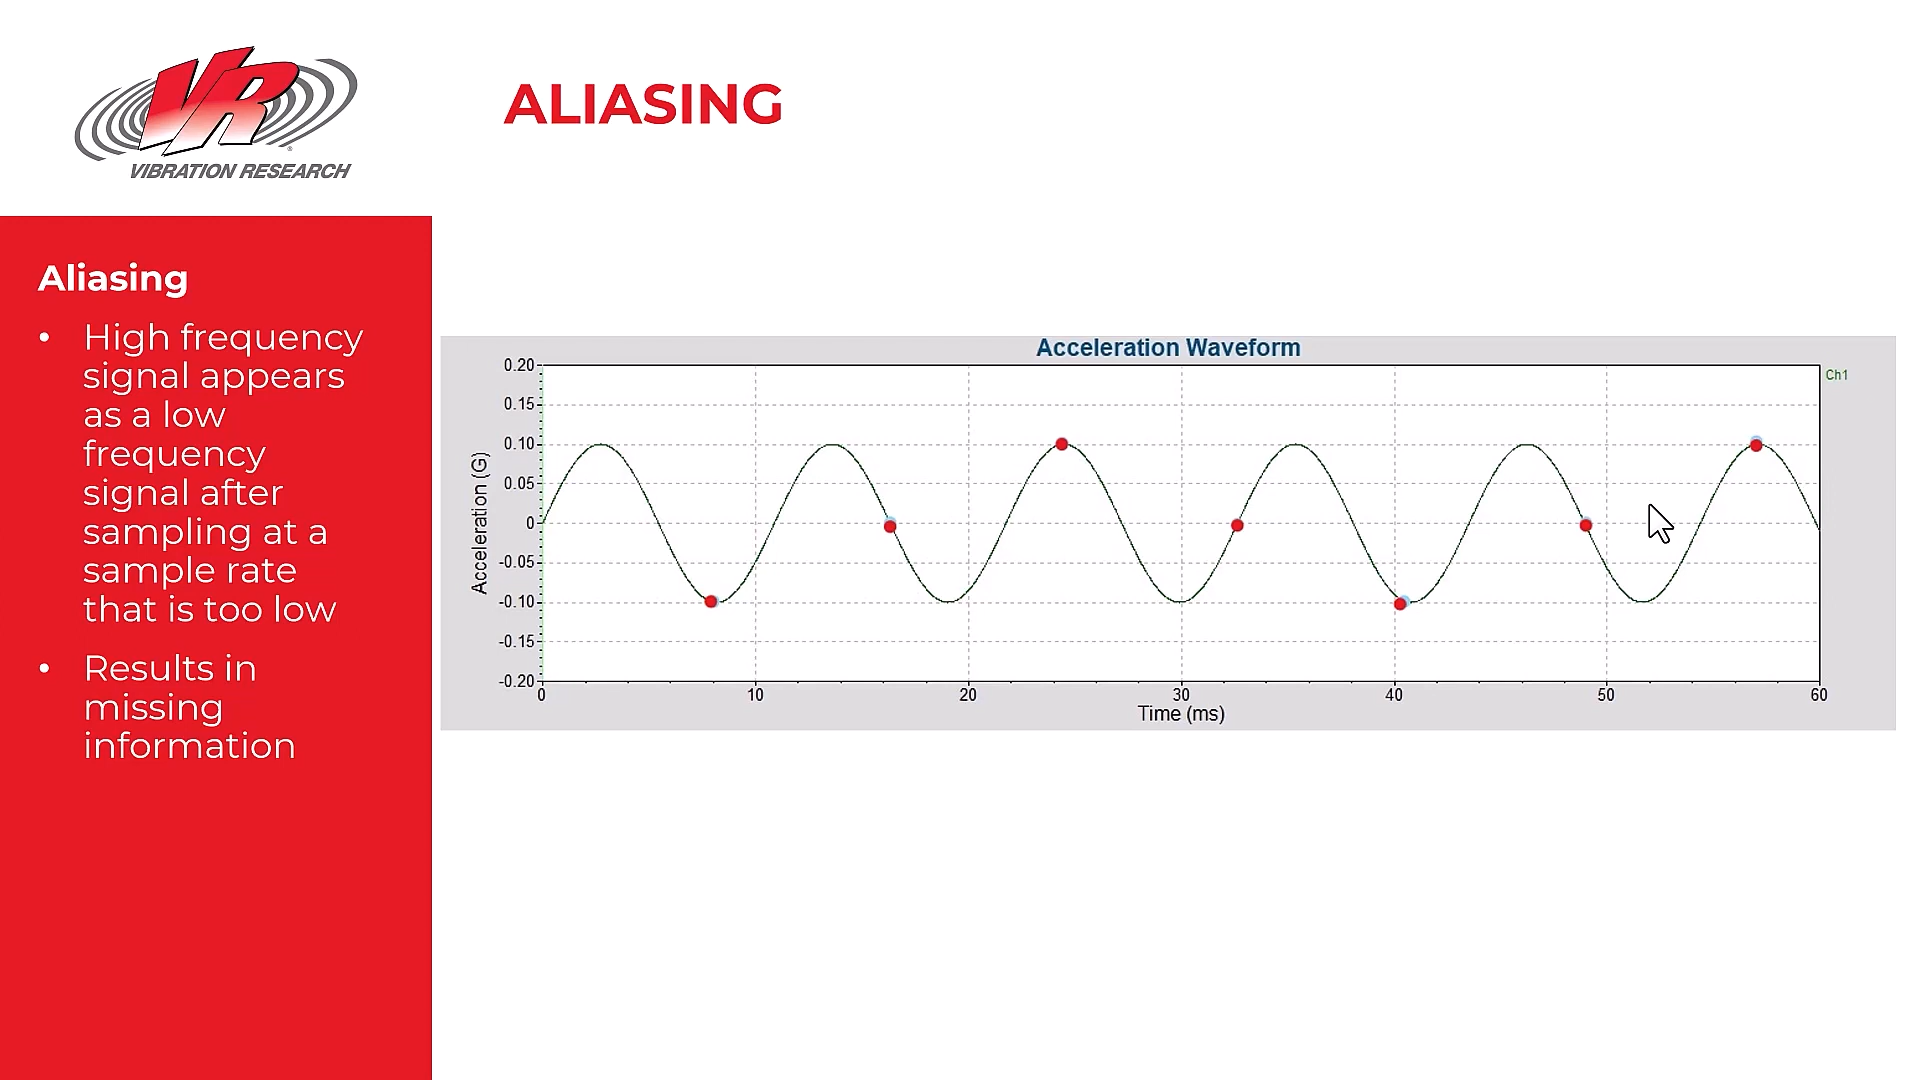 VR
VIBRATION RESEARCH
ALIASING
Aliasing
• High frequency
signal appears
as a low
frequency
signal after
sampling at a
sample rate
that is too low
• Results in
missing
information
Acceleration Waveform
Ch1
Acceleration (G)
0.20
0.15
0.10
0.05
0
-0.05
-0.10
-0.15
-0.20
0 10 20 30 40 50 60
Time (ms)